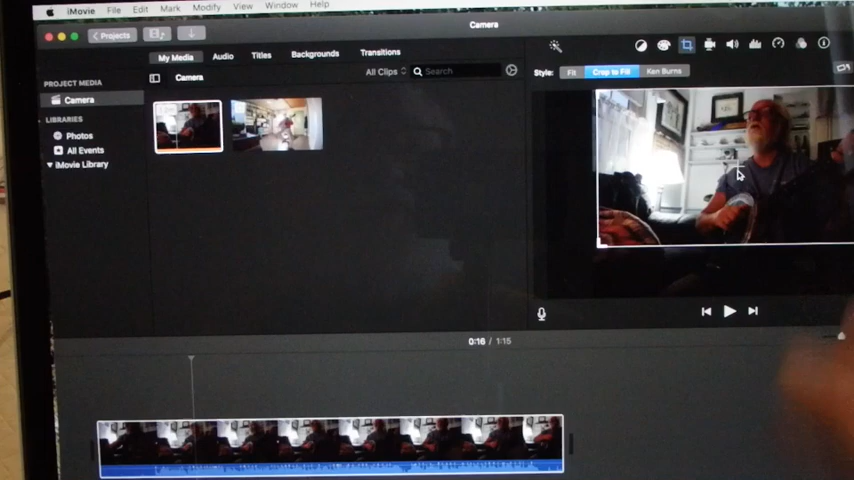 iMovie File Edit Mark Modify View Window Help
Projects
Camera
My Media Audio Titles Backgrounds Transitions
PROJECT MEDIA
Camera
LIBRARIES
Photos
All Events
iMovie Library
Camera
All Clips
Search
Style: Fit Crop to Fill Ken Burns
0:16 / 1:15